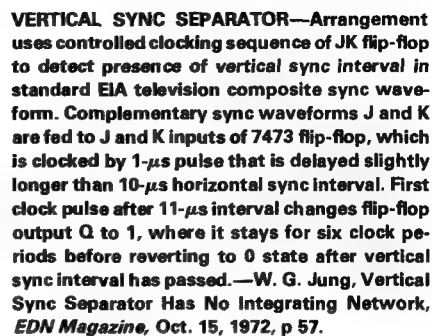 VERTICAL SYNC SEPARATOR—Arrangement
uses controlled clocking sequence of JK flip-flop
to detect presence of vertical sync interval in
standard EIA television composite sync wave-
form. Complementary sync waveforms J and K
are fed to J and K inputs of 7473 flip-flop, which
is clocked by 1-μs pulse that is delayed slightly
longer than 10-μs horizontal sync interval. First
clock pulse after 11-μs interval changes flip-flop
output Q to 1, where it stays for six clock pe-
riods before reverting to 0 state after vertical
sync interval has passed.—W. G. Jung, Vertical
Sync Separator Has No Integrating Network,
EDN Magazine, Oct. 15, 1972, p 57.